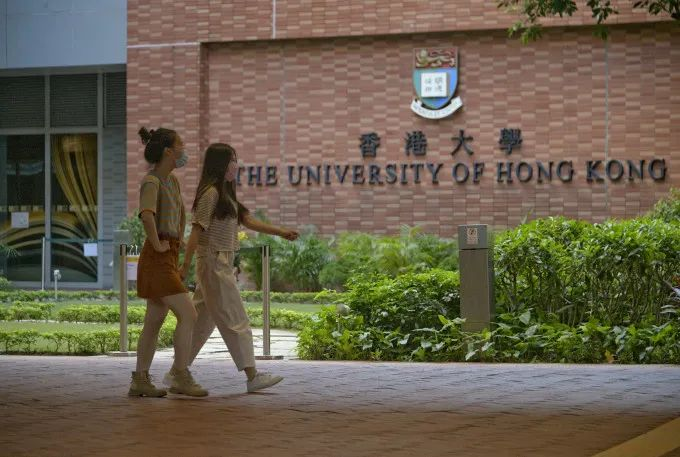 香港大學
THE UNIVERSITY OF HONG KONG